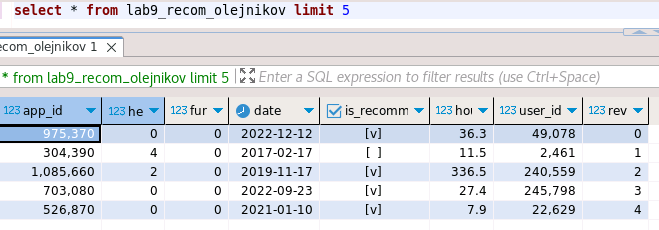 select * from lab9_recom_olejnikov limit 5
ecom_olejnikov 1 ×
* from lab9_recom_olejnikov limit 5 Enter a SQL expression to filter results (use Ctrl+Space)
123 app_id 123 he 123 fur date is_recomm 123 hou 123 user_id 123 rev
975,370 0 0 2022-12-12 [v] 36.3 49,078 0
304,390 4 0 2017-02-17 [ ] 11.5 2,461 1
1,085,660 2 0 2019-11-17 [v] 336.5 240,559 2
703,080 0 0 2022-09-23 [v] 27.4 245,798 3
526,870 0 0 2021-01-10 [v] 7.9 22,629 4